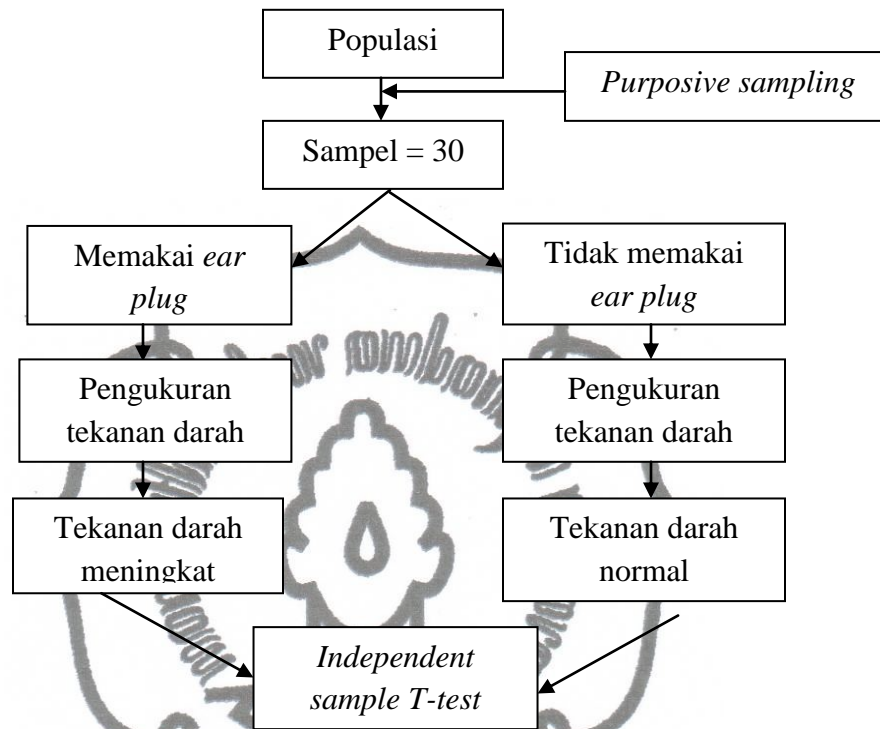 Populasi
Purposive sampling
Sampel = 30
Memakai ear
plug
Tidak memakai
ear plug
Pengukuran
tekanan darah
Pengukuran
tekanan darah
Tekanan darah
meningkat
Tekanan darah
normal
Independent
sample T-test